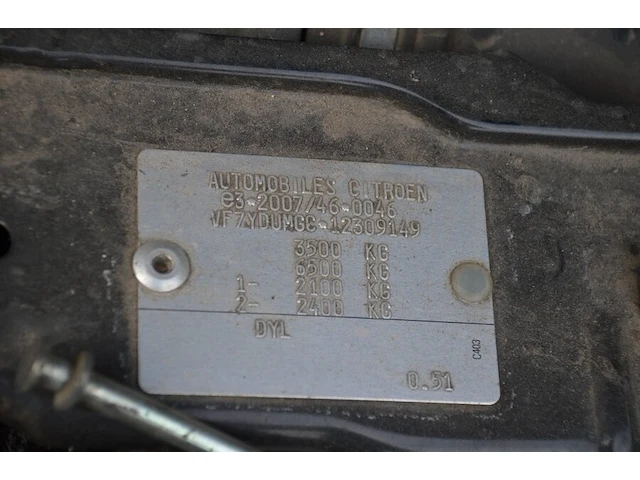 AUTOMOBILES CITROEN
e3-2007/46-0046
VF7YDUMGC-12309149
3500 KG
6500 KG
1- 2100 KG
2- 2400 KG
DYL
C403
0.51